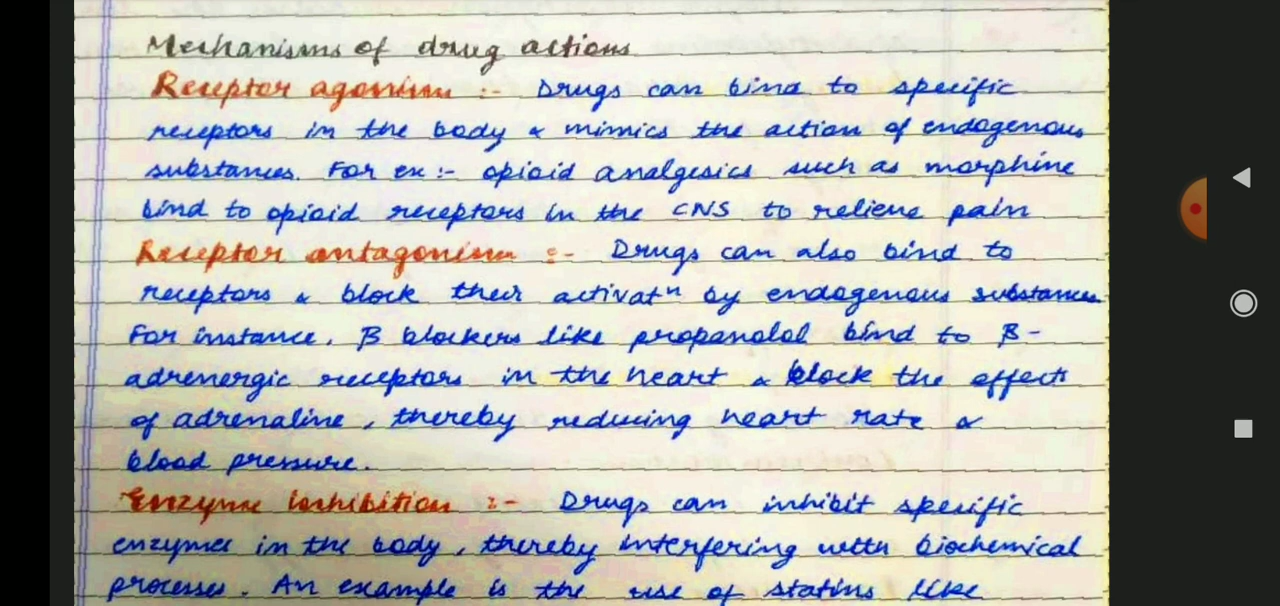 Mechanisms of drug actions
Receptor agonism :- Drugs can bind to specific
receptors in the body & mimics the action of endogenous
substances. For ex :- opioid analgesics such as morphine
bind to opioid receptors in the CNS to relieve pain
Receptor antagonism :- Drugs can also bind to
receptors & block their activatⁿ by endogenous substances
For instance, β blockers like propanolol bind to β-
adrenergic receptors in the heart & block the effects
of adrenaline, thereby reducing heart rate &
blood pressure.
Enzyme inhibition :- Drugs can inhibit specific
enzymes in the body, thereby interfering with biochemical
processes. An example is the use of statins like